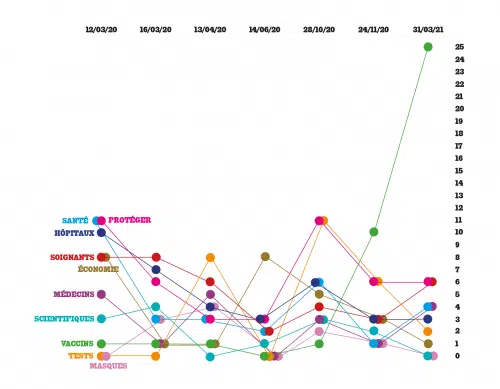 12/03/20 16/03/20 13/04/20 14/06/20 28/10/20 24/11/20 31/03/21
25
24
23
22
21
20
19
18
17
16
15
14
13
12
SANTÉ PROTÉGER 11
HÔPITAUX 10
9
SOIGNANTS 8
ÉCONOMIE 7
6
MÉDECINS 5
4
SCIENTIFIQUES 3
2
VACCINS 1
TESTS 0
MASQUES